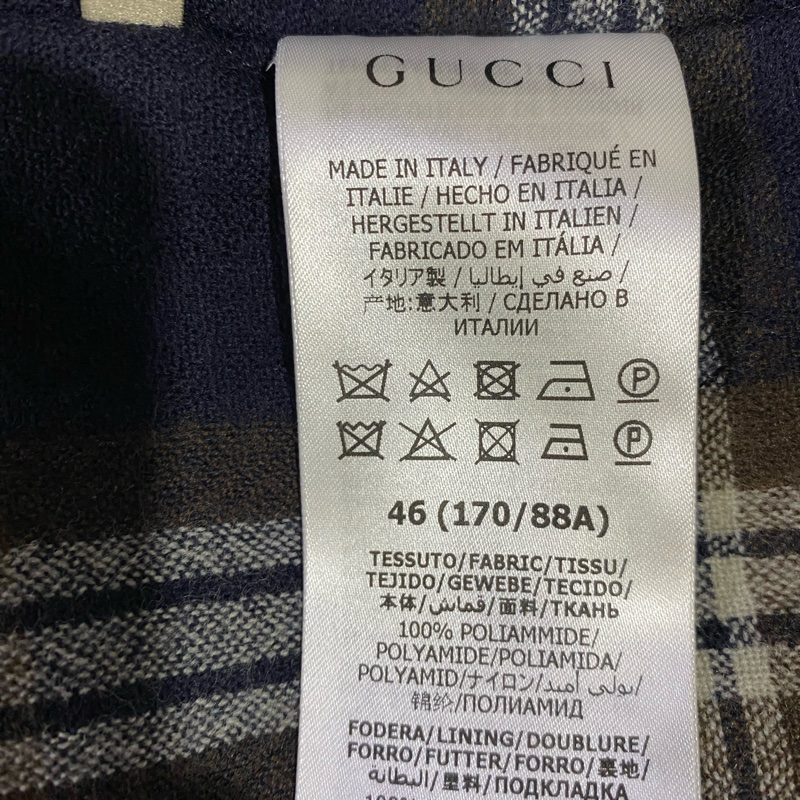 GUCCI
MADE IN ITALY / FABRIQUÉ EN
ITALIE / HECHO EN ITALIA /
HERGESTELLT IN ITALIEN /
FABRICADO EM ITÁLIA /
イタリア製 / صنع في إيطاليا /
产地:意大利 / СДЕЛАНО В
ИТАЛИИ
P
P
46 (170/88A)
TESSUTO/FABRIC/TISSU/
TEJIDO/GEWEBE/TECIDO/
本体/قماش/面料/ТКАНЬ
100% POLIAMMIDE/
POLYAMIDE/POLIAMIDA/
POLYAMID/ナイロン/بولي أميد/
锦纶/ПОЛИАМИД
FODERA/LINING/DOUBLURE/
FORRO/FUTTER/FORRO/裏地/
البطانة/里料/ПОДКЛАДКА